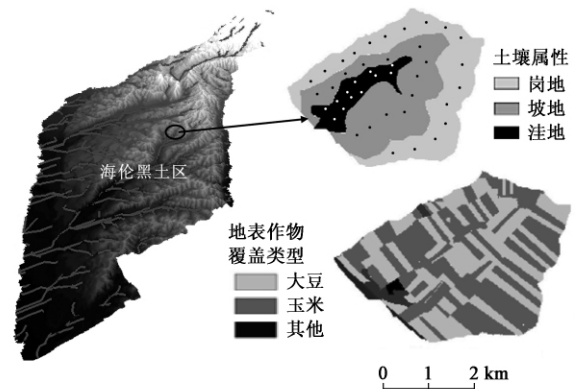 土壤属性
岗地
坡地
洼地
海伦黑土区
地表作物
覆盖类型
大豆
玉米
其他
0 1 2 km